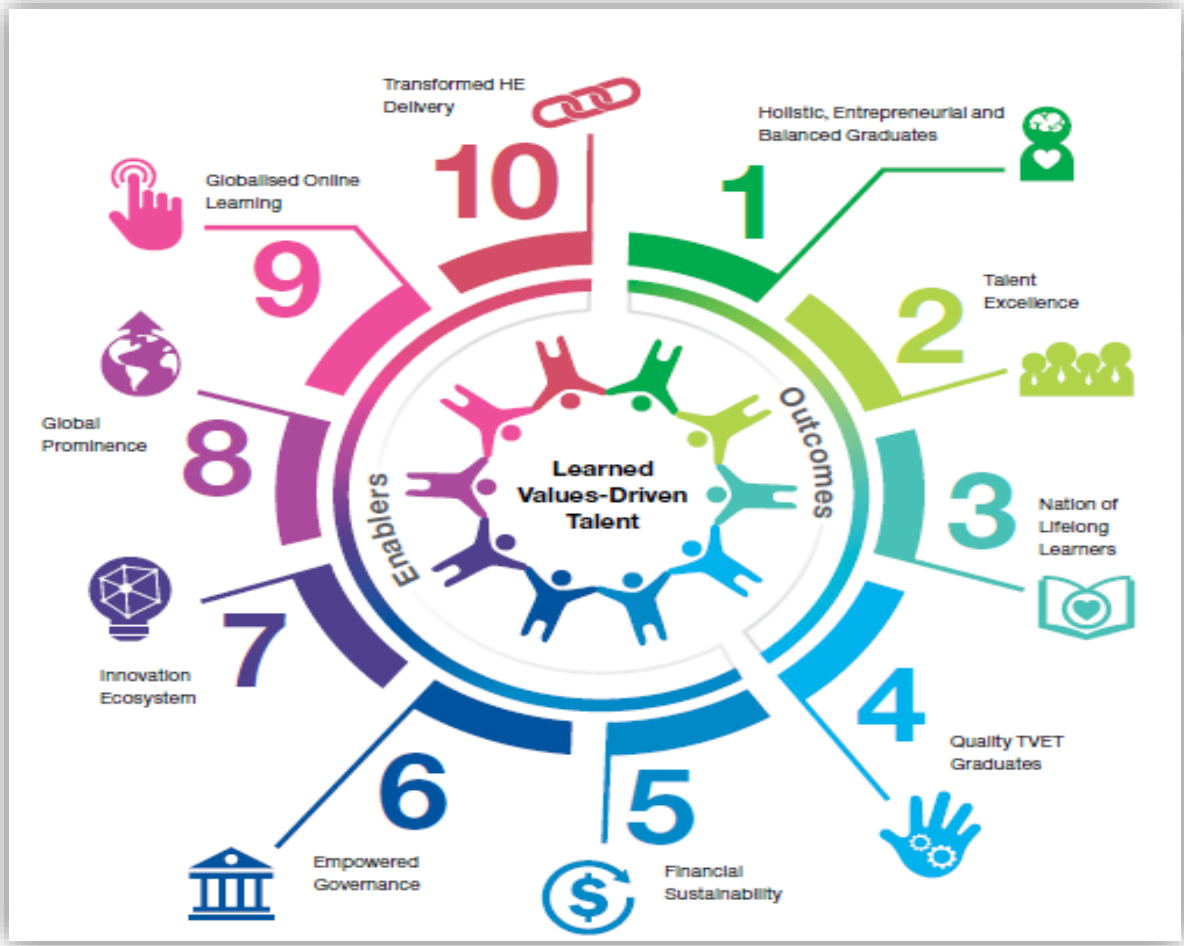 Transformed HE
Delivery
10
Holistic, Entrepreneurial and
Balanced Graduates
1
Globalised Online
Learning
9
Talent
Excellence
2
Global
Prominence
8
Outcomes
Enablers
Learned
Values-Driven
Talent
3
Nation of
Lifelong
Learners
Innovation
Ecosystem
7
4
Quality TVET
Graduates
6
Empowered
Governance
5
Financial
Sustainability
$